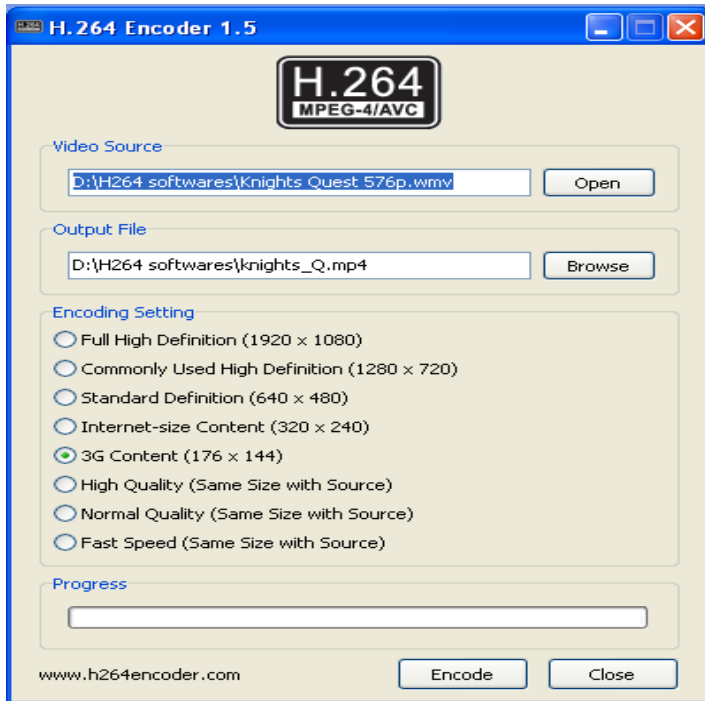 H.264 Encoder 1.5
H.264
MPEG-4/AVC
Video Source
D:\H264 softwares\Knights Quest 576p.wmv
Open
Output File
D:\H264 softwares\knights_Q.mp4
Browse
Encoding Setting
Full High Definition (1920 x 1080)
Commonly Used High Definition (1280 x 720)
Standard Definition (640 x 480)
Internet-size Content (320 x 240)
3G Content (176 x 144)
High Quality (Same Size with Source)
Normal Quality (Same Size with Source)
Fast Speed (Same Size with Source)
Progress
www.h264encoder.com
Encode
Close